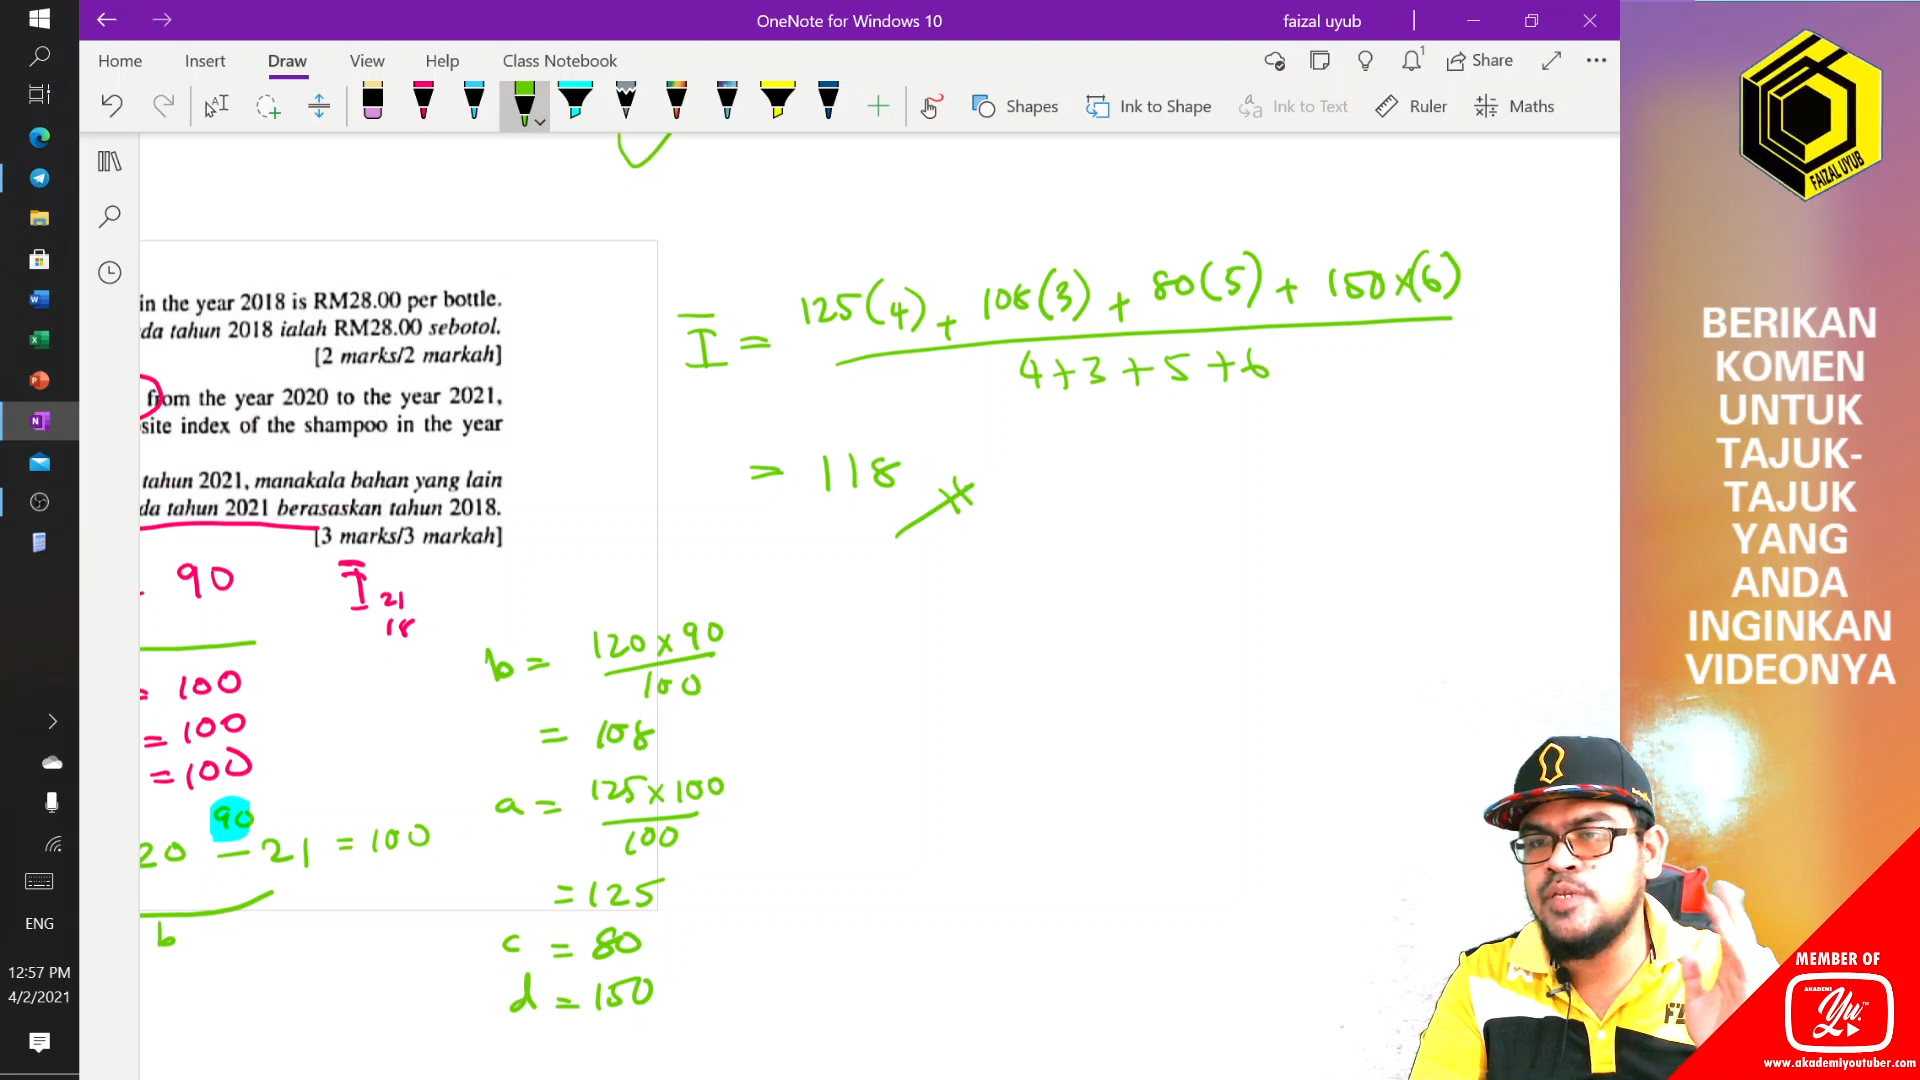 OneNote for Windows 10
faizal uyub
Home Insert Draw View Help Class Notebook
Share
Shapes Ink to Shape Ink to Text Ruler Maths
in the year 2018 is RM28.00 per bottle.
da tahun 2018 ialah RM28.00 sebotol.
[2 marks/2 markah]
from the year 2020 to the year 2021,
site index of the shampoo in the year
tahun 2021, manakala bahan yang lain
da tahun 2021 berasaskan tahun 2018.
[3 marks/3 markah]
90
I 21
18
= 100
= 100
= 100
90
20 — 21 = 100
b
b = 120 x 90
100
= 108
a = 125 x 100
100
= 125
c = 80
d = 150
I = 125(4) + 108(3) + 80(5) + 150x(6)
4 + 3 + 5 + 6
= 118
ENG
12:57 PM
4/2/2021
FAIZAL UYUB
BERIKAN
KOMEN
UNTUK
TAJUK-
TAJUK
YANG
ANDA
INGINKAN
VIDEONYA
MEMBER OF
AKADEMI
Yu
www.akademiyoutuber.com